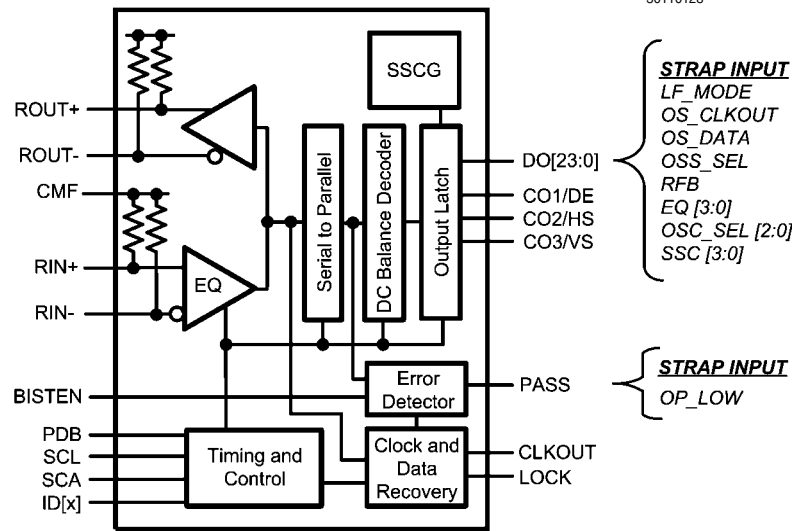 SSCG
STRAP INPUT
LF_MODE
OS_CLKOUT
OS_DATA
OSS_SEL
RFB
EQ [3:0]
OSC_SEL [2:0]
SSC [3:0]
ROUT+
ROUT-
CMF
RIN+
RIN-
EQ
Serial to Parallel
DC Balance Decoder
Output Latch
DO[23:0]
CO1/DE
CO2/HS
CO3/VS
BISTEN
Error
Detector
PASS
STRAP INPUT
OP_LOW
PDB
SCL
SCA
ID[x]
Timing and
Control
Clock and
Data
Recovery
CLKOUT
LOCK